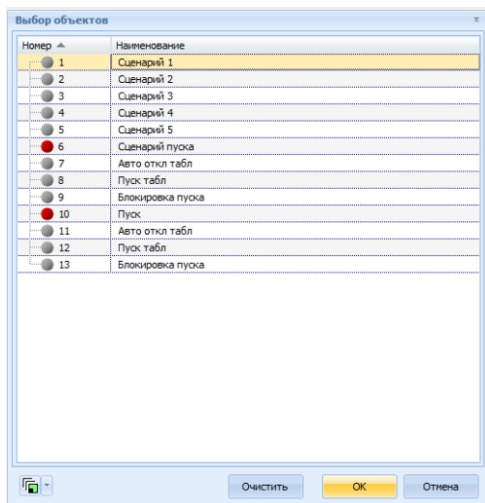 Выбор объектов
Номер Наименование
1 Сценарий 1
2 Сценарий 2
3 Сценарий 3
4 Сценарий 4
5 Сценарий 5
6 Сценарий пуска
7 Авто откл табл
8 Пуск табл
9 Блокировка пуска
10 Пуск
11 Авто откл табл
12 Пуск табл
13 Блокировка пуска
Очистить ОК Отмена